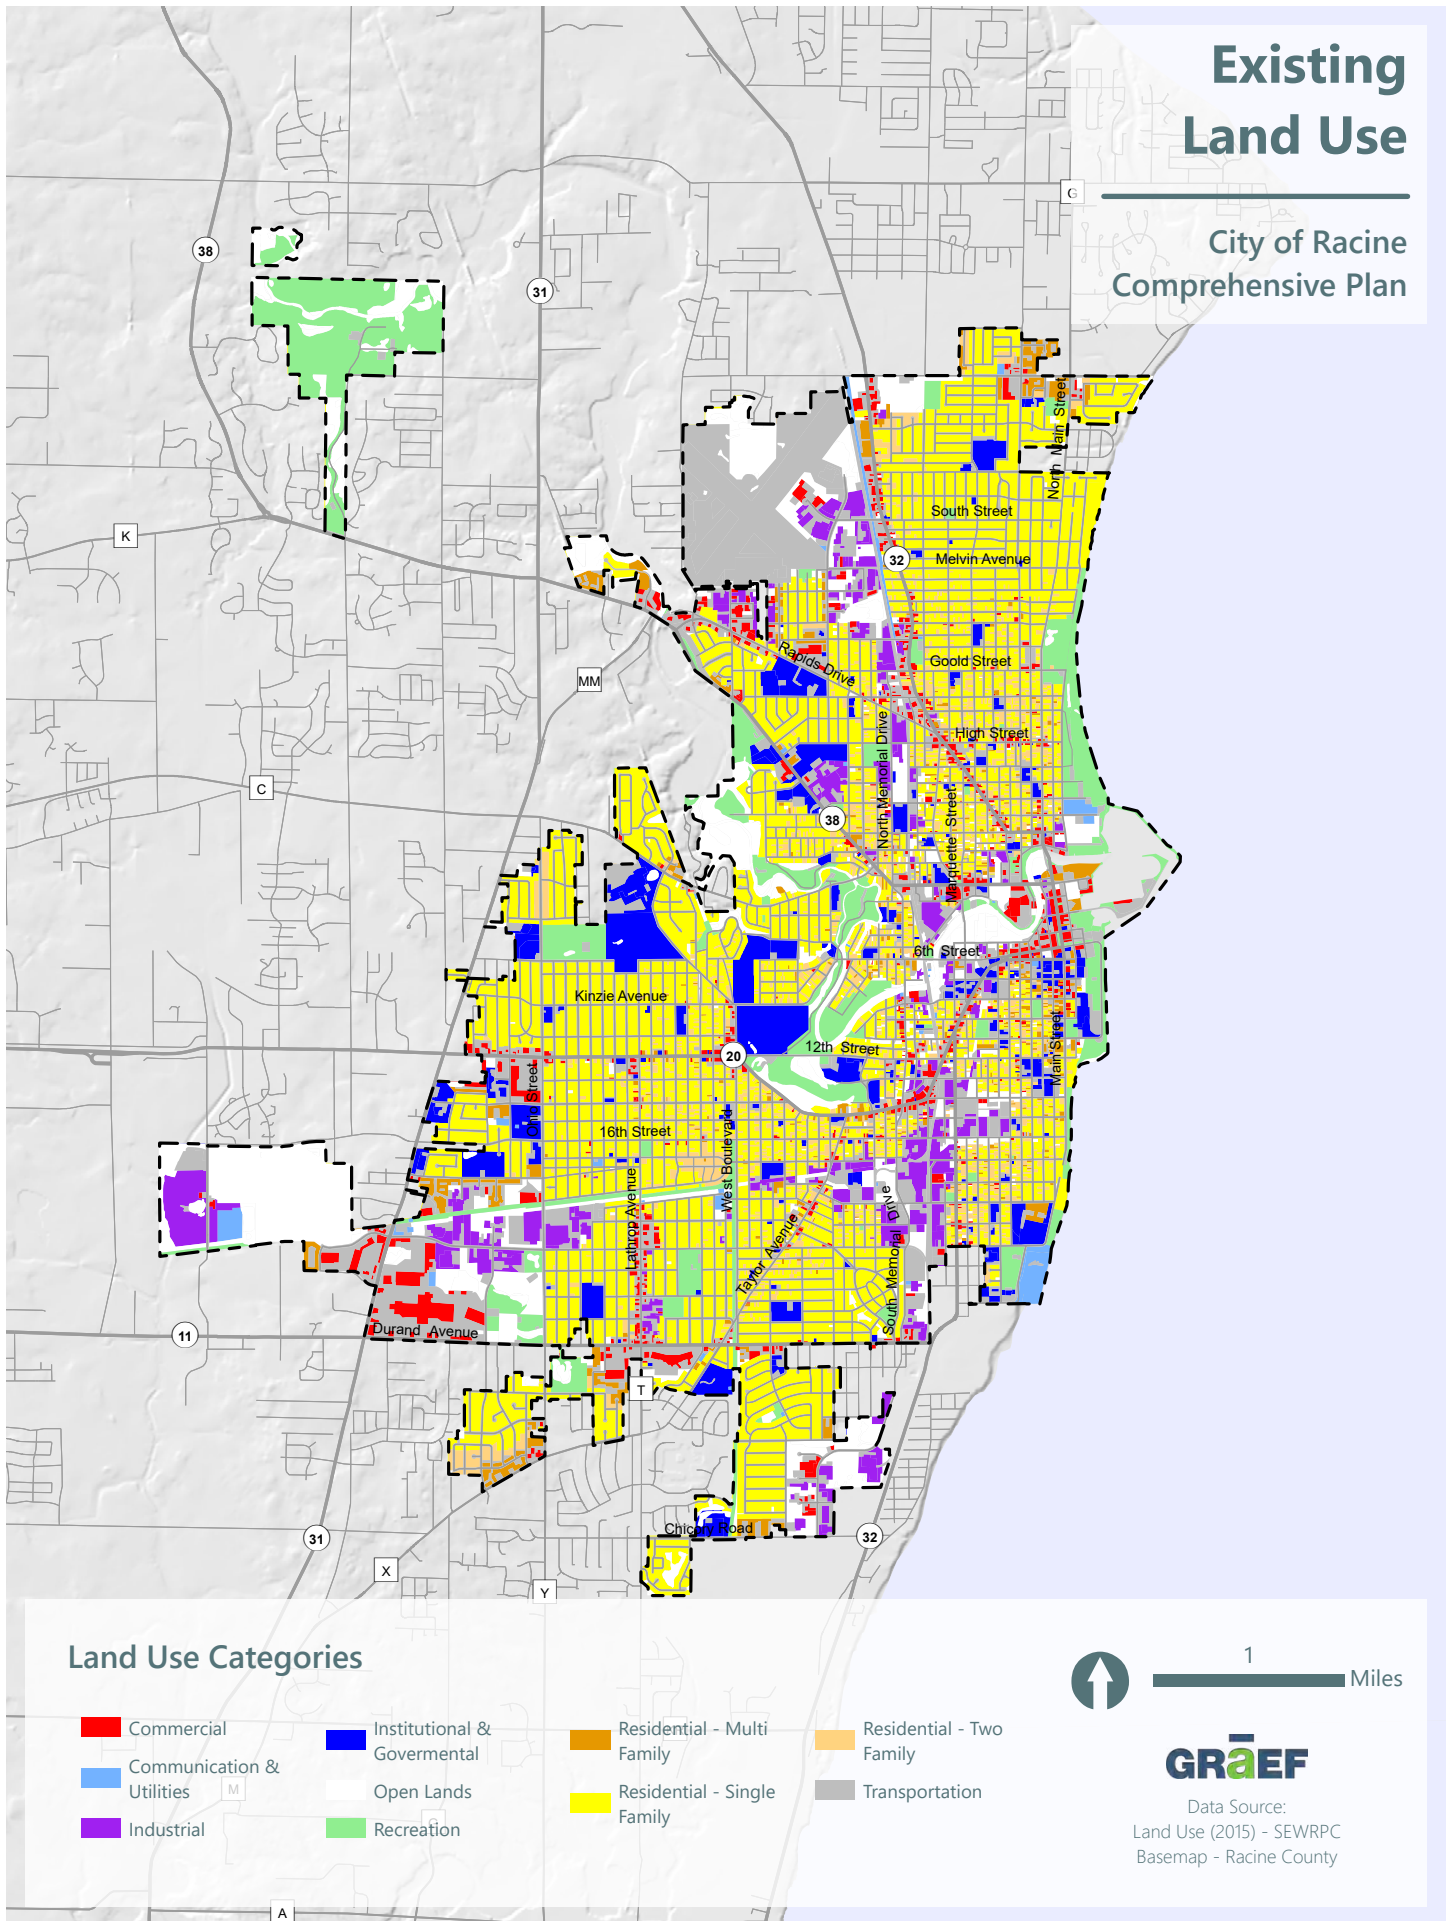 Existing
Land Use
City of Racine
Comprehensive Plan
G
38
31
North Main Street
South Street
K
32
Melvin Avenue
Rapids Drive
Goold Street
MM
North Memorial Drive
High Street
C
38
Marquette Street
6th Street
Kinzie Avenue
20
12th Street
Main Street
Ohio Street
16th Street
West Boulevard
Lathrop Avenue
Taylor Avenue
South Memorial Drive
11
Durand Avenue
T
Chicory Road
31
32
X
Y
Land Use Categories
Commercial
Communication &
Utilities
Industrial
Institutional &
Govermental
Open Lands
Recreation
Residential - Multi
Family
Residential - Single
Family
Residential - Two
Family
Transportation
M
A
1
Miles
GRāEF
Data Source:
Land Use (2015) - SEWRPC
Basemap - Racine County